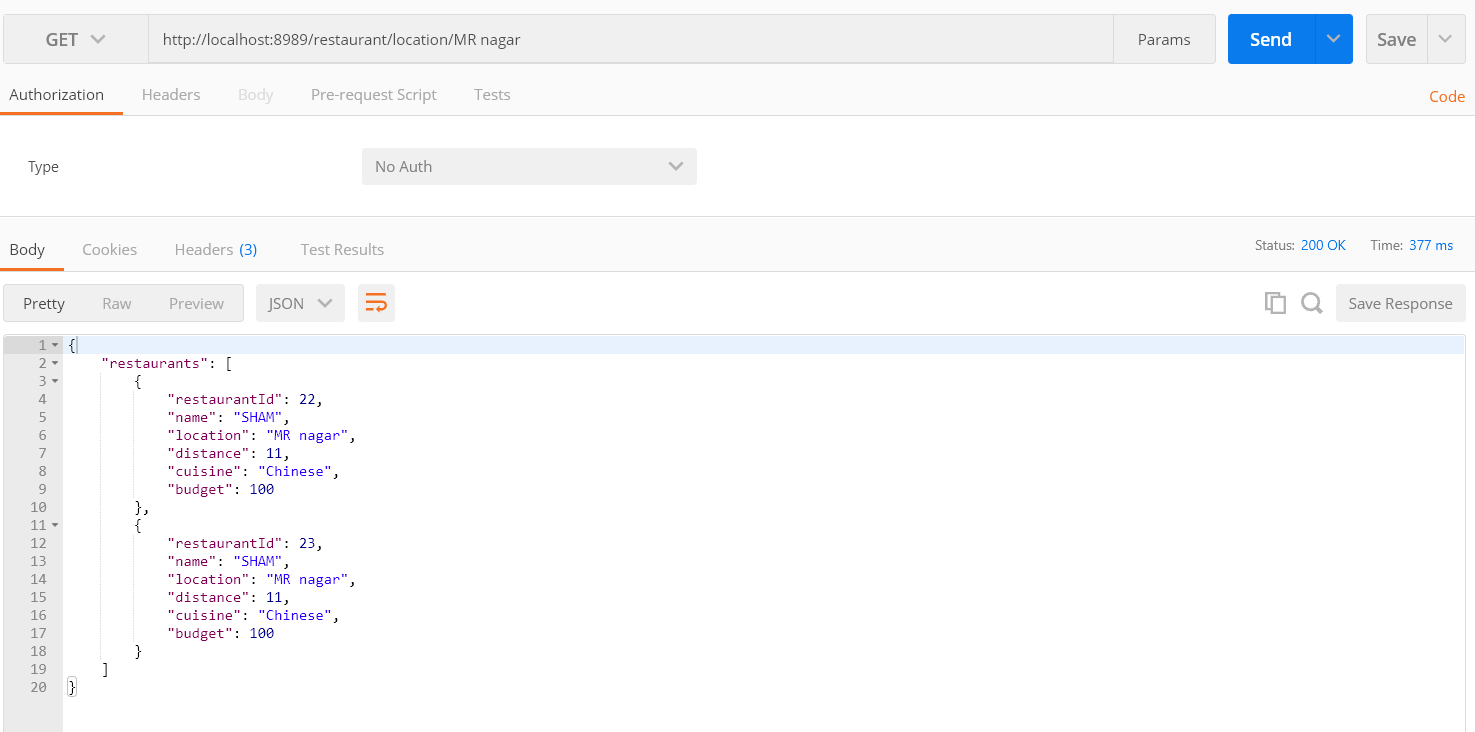 GET http://localhost:8989/restaurant/location/MR nagar Params Send Save
Authorization Headers Body Pre-request Script Tests Code
Type No Auth
Body Cookies Headers (3) Test Results Status: 200 OK Time: 377 ms
Pretty Raw Preview JSON Save Response
1 {
2 "restaurants": [
3 {
4 "restaurantId": 22,
5 "name": "SHAM",
6 "location": "MR nagar",
7 "distance": 11,
8 "cuisine": "Chinese",
9 "budget": 100
10 },
11 {
12 "restaurantId": 23,
13 "name": "SHAM",
14 "location": "MR nagar",
15 "distance": 11,
16 "cuisine": "Chinese",
17 "budget": 100
18 }
19 ]
20 }